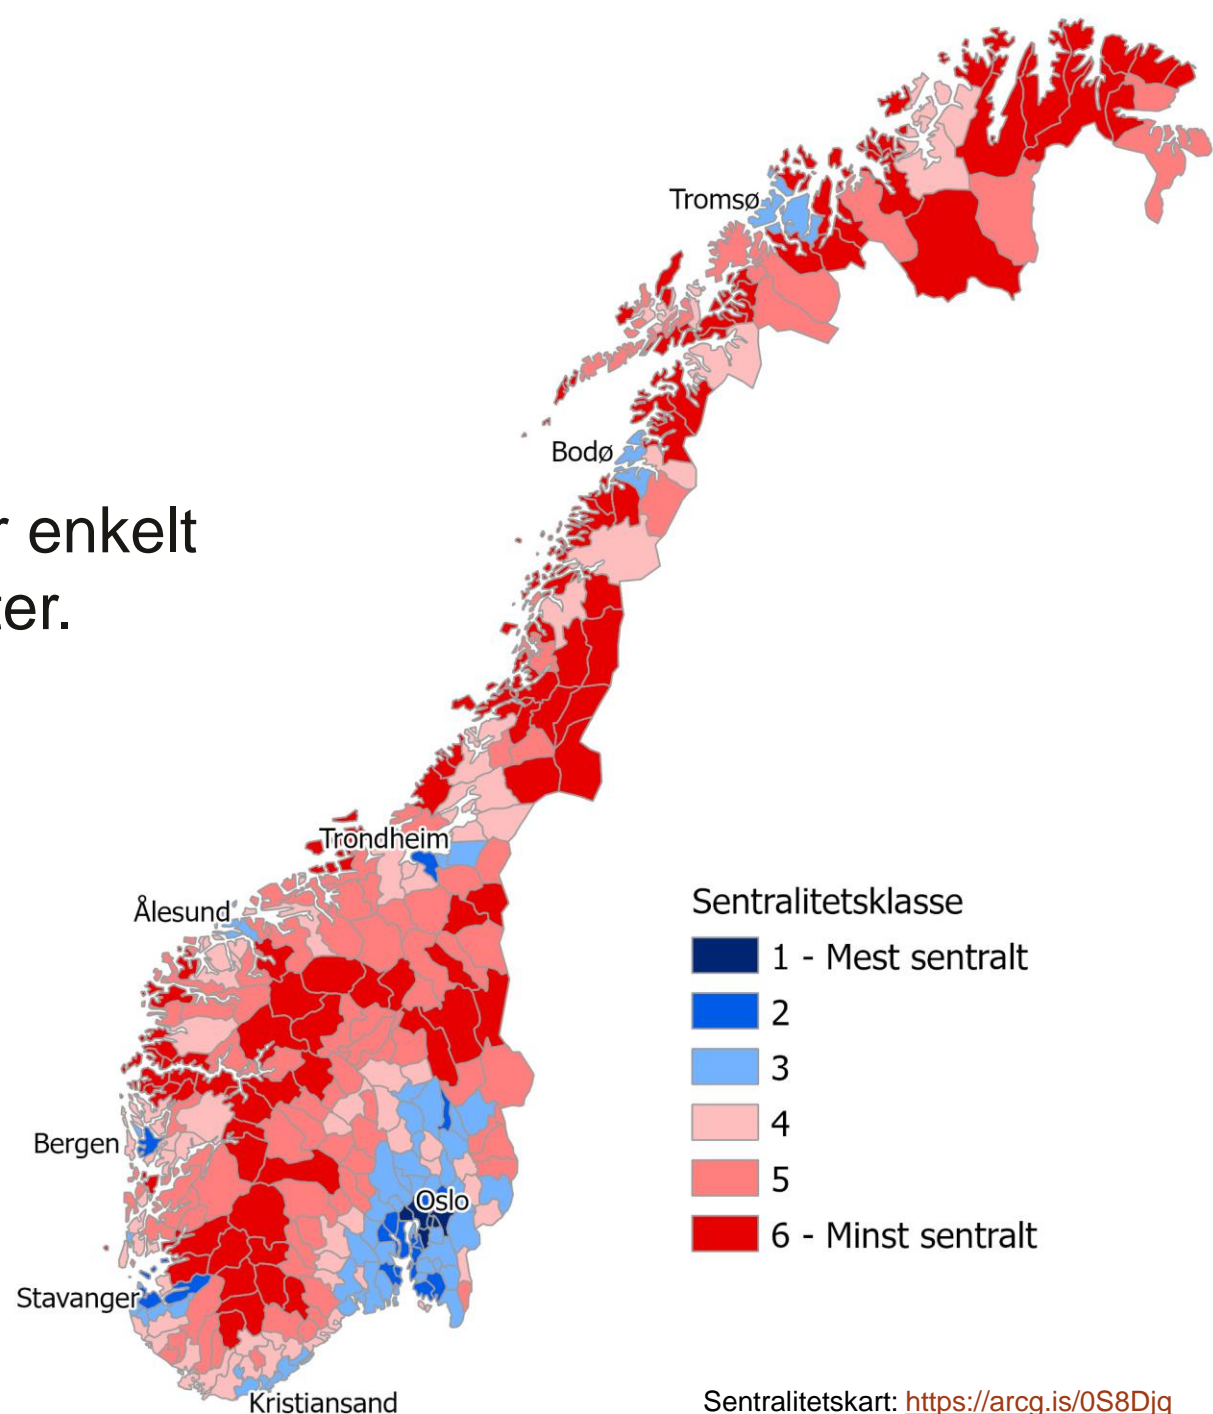 Tromsø
Bodø
r enkelt
ter.
Trondheim
Ålesund
Bergen
Oslo
Stavanger
Kristiansand
Sentralitetsklasse
1 - Mest sentralt
2
3
4
5
6 - Minst sentralt
Sentralitetskart: https://arcg.is/0S8Djq